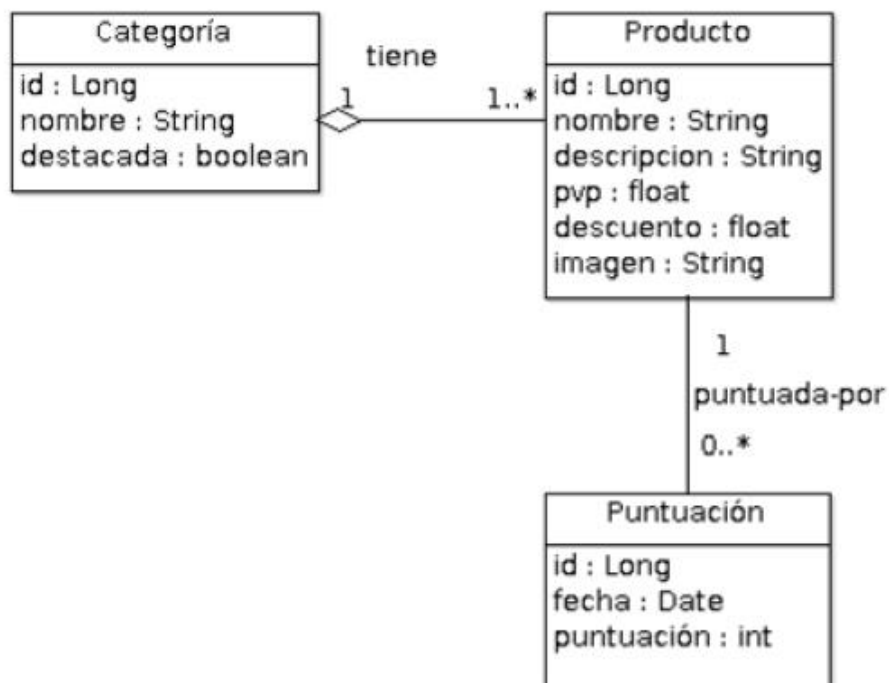 Categoría
id : Long
nombre : String
destacada : boolean
tiene
1
1..*
Producto
id : Long
nombre : String
descripcion : String
pvp : float
descuento : float
imagen : String
1
puntuada-por
0..*
Puntuación
id : Long
fecha : Date
puntuación : int